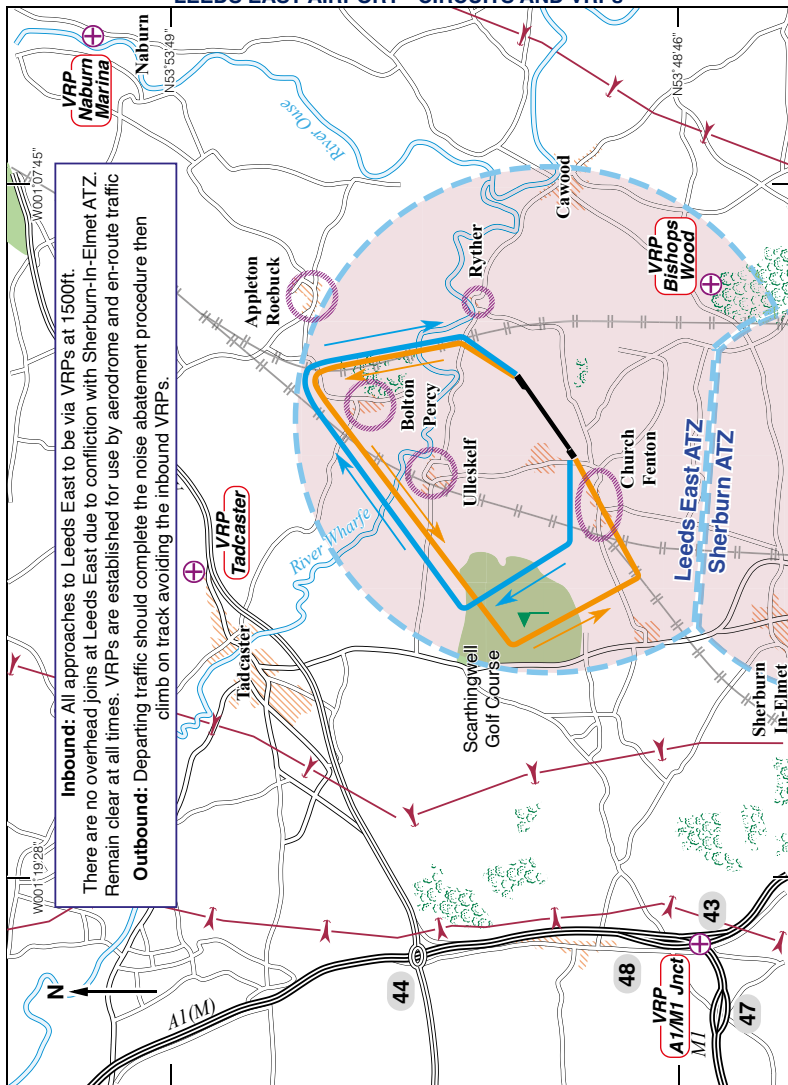 LEEDS EAST AIRPORT - CIRCUITS AND VRPs
Inbound: All approaches to Leeds East to be via VRPs at 1500ft.
There are no overhead joins at Leeds East due to confliction with Sherburn-In-Elmet ATZ.
Remain clear at all times. VRPs are established for use by aerodrome and en-route traffic
Outbound: Departing traffic should complete the noise abatement procedure then
climb on track avoiding the inbound VRPs.
W001°19'28"
W001°07'45"
N53°53'49"
N53°48'46"
N
VRP
Naburn
Marina
Naburn
River Ouse
Appleton
Roebuck
VRP
Tadcaster
Tadcaster
River Wharfe
Bolton
Percy
Ulleskelf
Ryther
Cawood
A1(M)
44
Scarthingwell
Golf Course
Church
Fenton
VRP
Bishops
Wood
Leeds East ATZ
Sherburn ATZ
Sherburn
In-Elmet
48
43
VRP
A1/M1 Jnct
M1
47